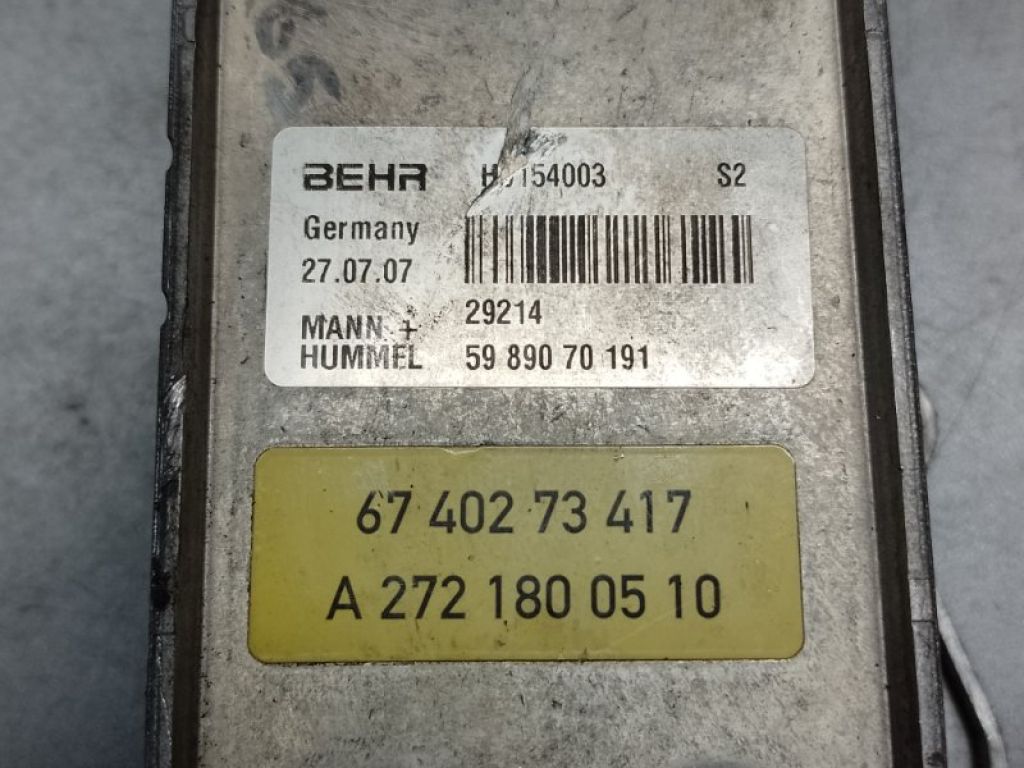 BEHR S2
Germany
27.07.07
29214
MANN +
HUMMEL 59 890 70 191
67 402 73 417
A 272 180 05 10